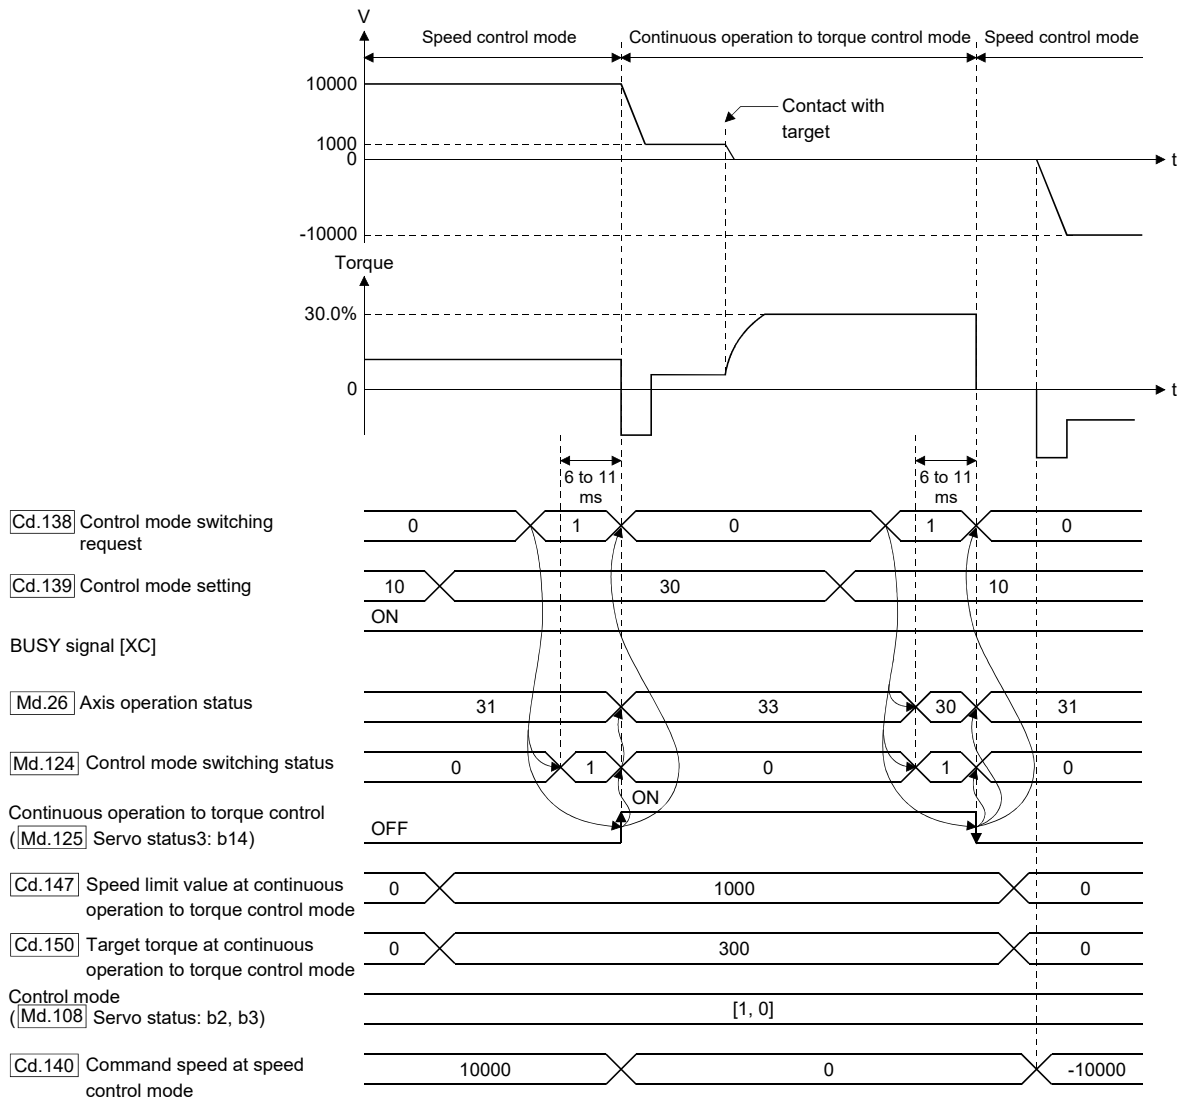 V
Speed control mode
Continuous operation to torque control mode
Speed control mode
10000
Contact with
target
1000
0
t
-10000
Torque
30.0%
0
t
6 to 11
ms
6 to 11
ms
Cd.138 Control mode switching
request
0 1 0 1 0
Cd.139 Control mode setting
10 30 10
ON
BUSY signal [XC]
Md.26 Axis operation status
31 33 30 31
Md.124 Control mode switching status
0 1 0 1 0
ON
Continuous operation to torque control
OFF
(Md.125 Servo status3: b14)
Cd.147 Speed limit value at continuous
operation to torque control mode
0 1000 0
Cd.150 Target torque at continuous
operation to torque control mode
0 300 0
Control mode
(Md.108 Servo status: b2, b3)
[1, 0]
Cd.140 Command speed at speed
control mode
10000 0 -10000